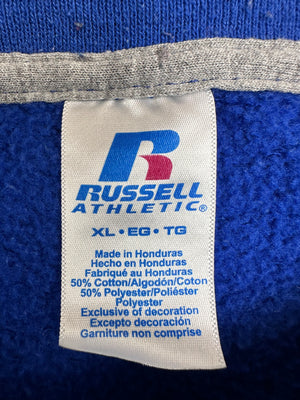 R
RUSSELL
ATHLETIC®
XL • EG • TG
Made in Honduras
Hecho en Honduras
Fabriqué au Honduras
50% Cotton/Algodón/Coton
50% Polyester/Poliéster
Polyester
Exclusive of decoration
Excepto decoración
Garniture non comprise